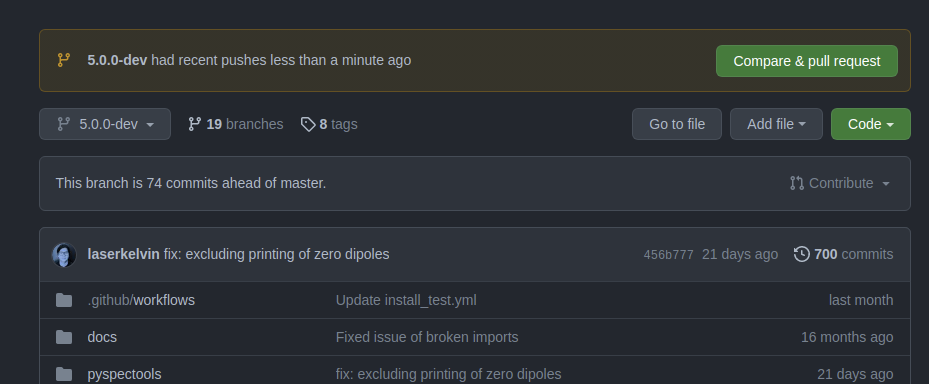 5.0.0-dev had recent pushes less than a minute ago Compare & pull request
5.0.0-dev 19 branches 8 tags Go to file Add file Code
This branch is 74 commits ahead of master. Contribute
laserkelvin fix: excluding printing of zero dipoles 456b777 21 days ago 700 commits
.github/workflows Update install_test.yml last month
docs Fixed issue of broken imports 16 months ago
pyspectools fix: excluding printing of zero dipoles 21 days ago